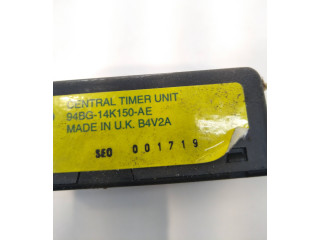 CENTRAL TIMER UNIT
94BG-14K150-AE
MADE IN U.K. B4V2A
SEQ 001719